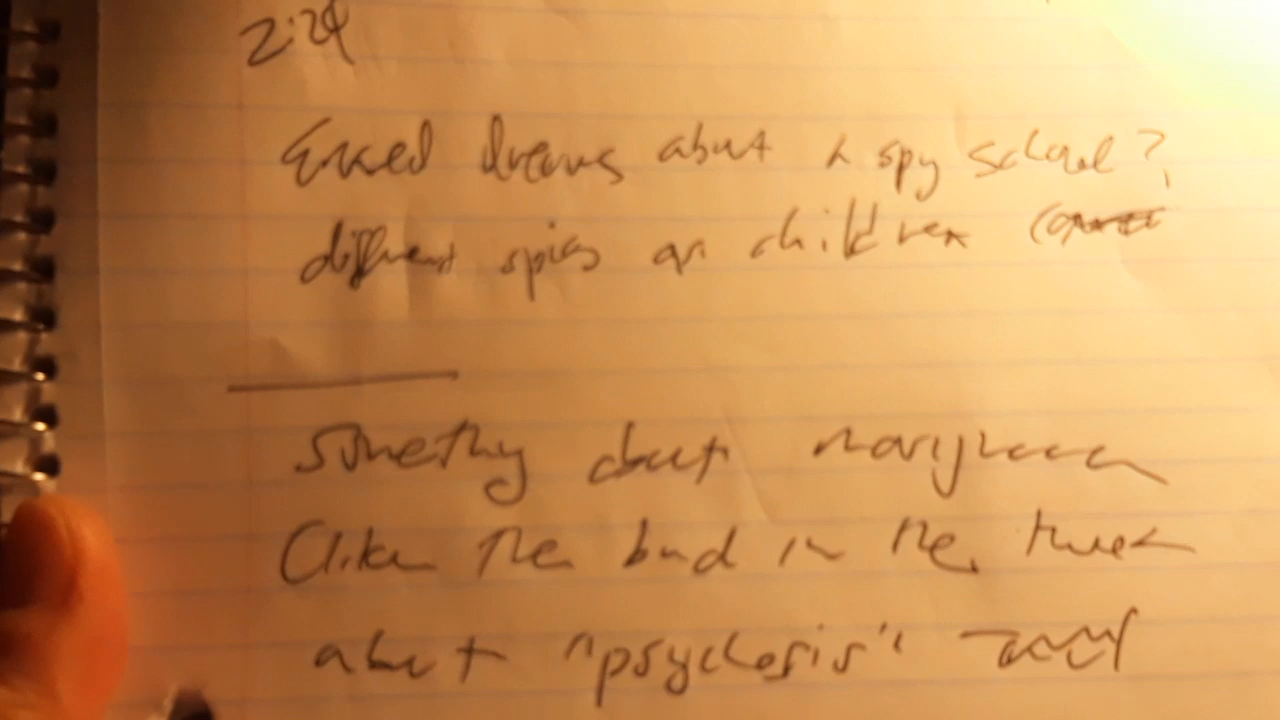 2:24
dreams about a spy school?
different spies as children
Something about marijuana
(like the bud in the
about "psychosis"